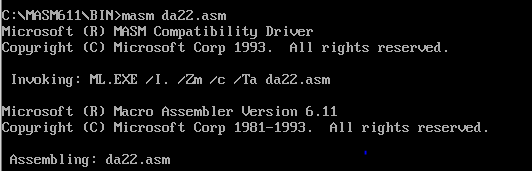 C:\MASM611\BIN>masm da22.asm
Microsoft (R) MASM Compatibility Driver
Copyright (C) Microsoft Corp 1993.  All rights reserved.
Invoking: ML.EXE /I. /Zm /c /Ta da22.asm
Microsoft (R) Macro Assembler Version 6.11
Copyright (C) Microsoft Corp 1981-1993.  All rights reserved.
Assembling: da22.asm